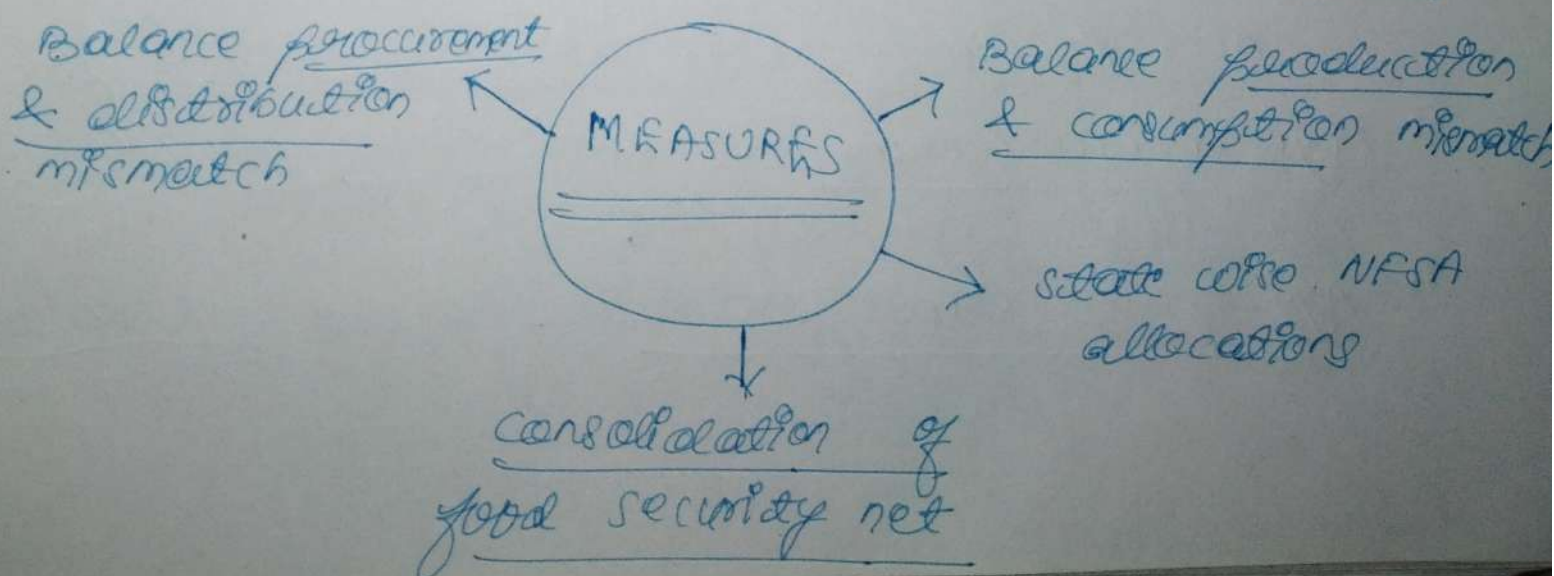 Balance procurement
& distribution
mismatch
MEASURES
Balance production
& consumption mismatch
state wise NFSA
allocations
consolidation of
food security net